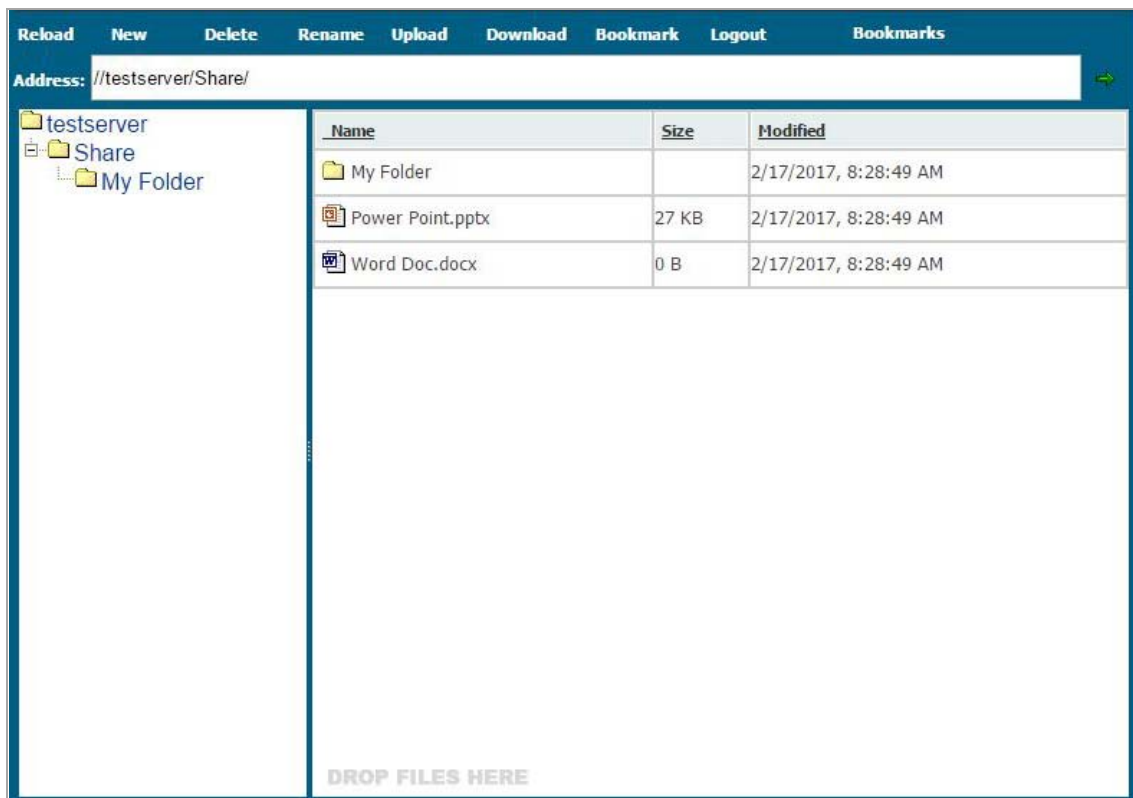 Reload New Delete Rename Upload Download Bookmark Logout Bookmarks
Address: //testserver/Share/
testserver
Share
My Folder
Name Size Modified
My Folder 2/17/2017, 8:28:49 AM
Power Point.pptx 27 KB 2/17/2017, 8:28:49 AM
Word Doc.docx 0 B 2/17/2017, 8:28:49 AM
DROP FILES HERE